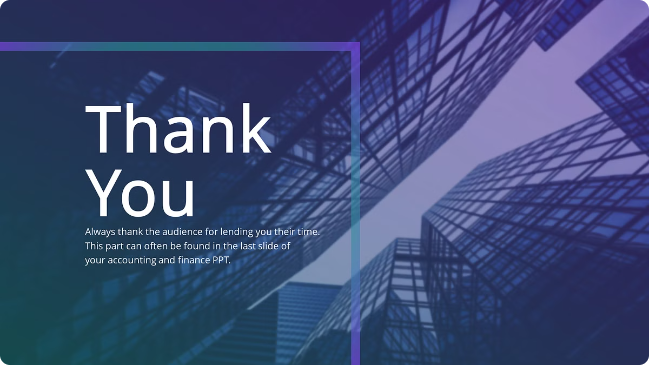 Thank
You
Always thank the audience for lending you their time.
This part can often be found in the last slide of
your accounting and finance PPT.